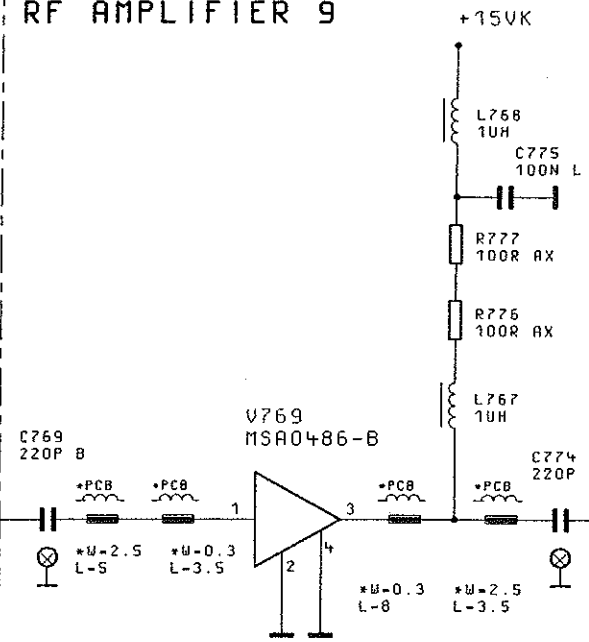 RF AMPLIFIER 9
+15VK
L768
1UH
C775
100N L
R777
100R AX
R776
100R AX
L767
1UH
V769
MSA0486-B
C769
220P B
*PCB
*PCB
1
3
*PCB
*PCB
C774
220P
2
4
*W=2.5
L=5
*W=0.3
L=3.5
*W=0.3
L=8
*W=2.5
L=3.5